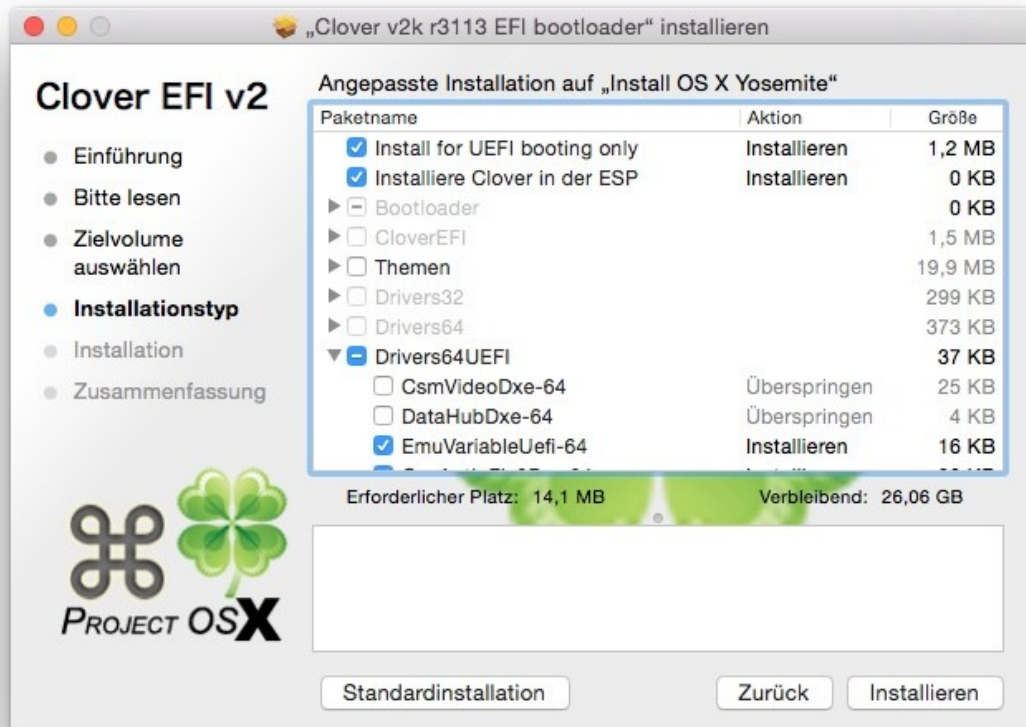 „Clover v2k r3113 EFI bootloader“ installieren
Clover EFI v2
Einführung
Bitte lesen
Zielvolume
auswählen
Installationstyp
Installation
Zusammenfassung
PROJECT OSX
Angepasste Installation auf „Install OS X Yosemite“
Paketname Aktion Größe
Install for UEFI booting only Installieren 1,2 MB
Installiere Clover in der ESP Installieren 0 KB
Bootloader 0 KB
CloverEFI 1,5 MB
Themen 19,9 MB
Drivers32 299 KB
Drivers64 373 KB
Drivers64UEFI 37 KB
CsmVideoDxe-64 Überspringen 25 KB
DataHubDxe-64 Überspringen 4 KB
EmuVariableUefi-64 Installieren 16 KB
Erforderlicher Platz: 14,1 MB Verbleibend: 26,06 GB
Standardinstallation Zurück Installieren